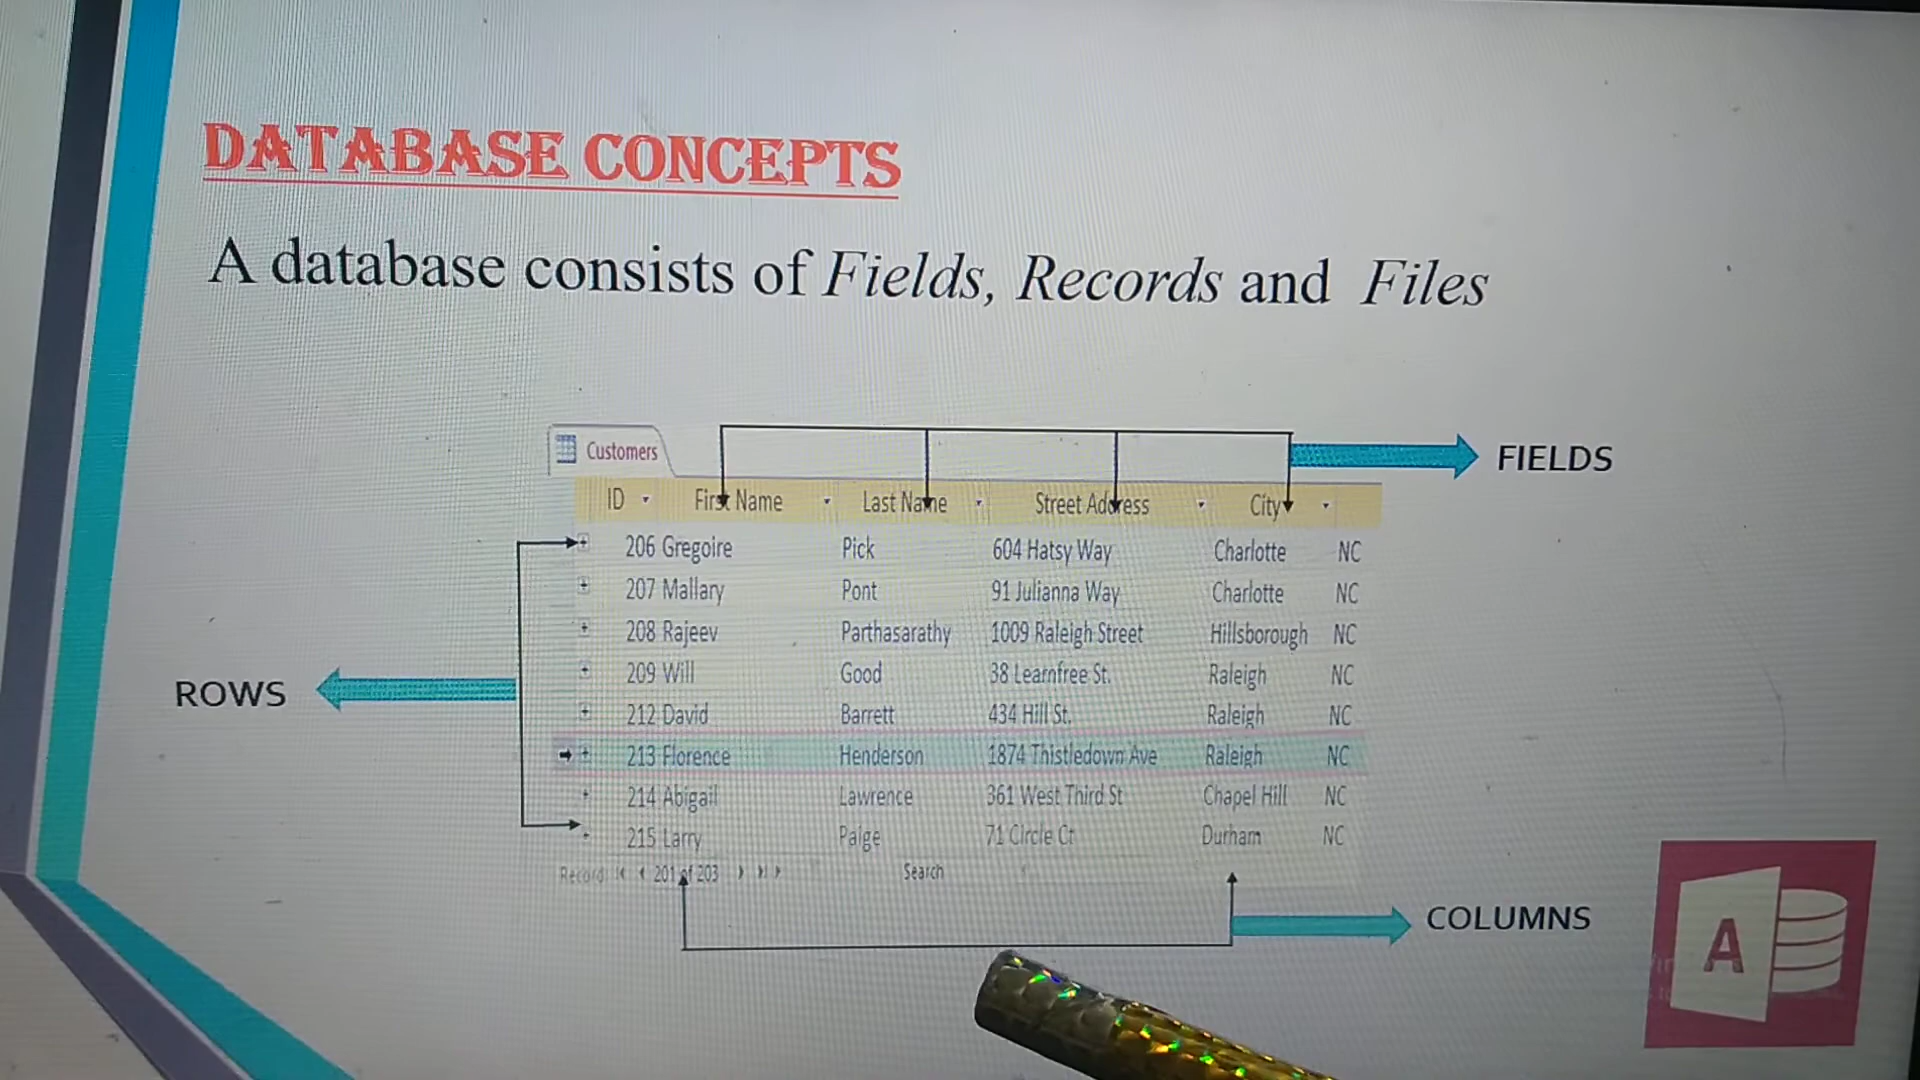 DATABASE CONCEPTS
A database consists of Fields, Records and Files
Customers
FIELDS
ID First Name Last Name Street Address City
206 Gregoire Pick 604 Hatsy Way Charlotte NC
207 Mallary Pont 91 Julianna Way Charlotte NC
208 Rajeev Parthasarathy 1009 Raleigh Street Hillsborough NC
209 Will Good 38 Learnfree St. Raleigh NC
ROWS
212 David Barrett 434 Hill St. Raleigh NC
213 Florence Henderson 1874 Thistledown Ave Raleigh NC
214 Abigail Lawrence 361 West Third St Chapel Hill NC
215 Larry Paige 71 Circle Ct Durham NC
Record: 201 of 203 Search
COLUMNS
A